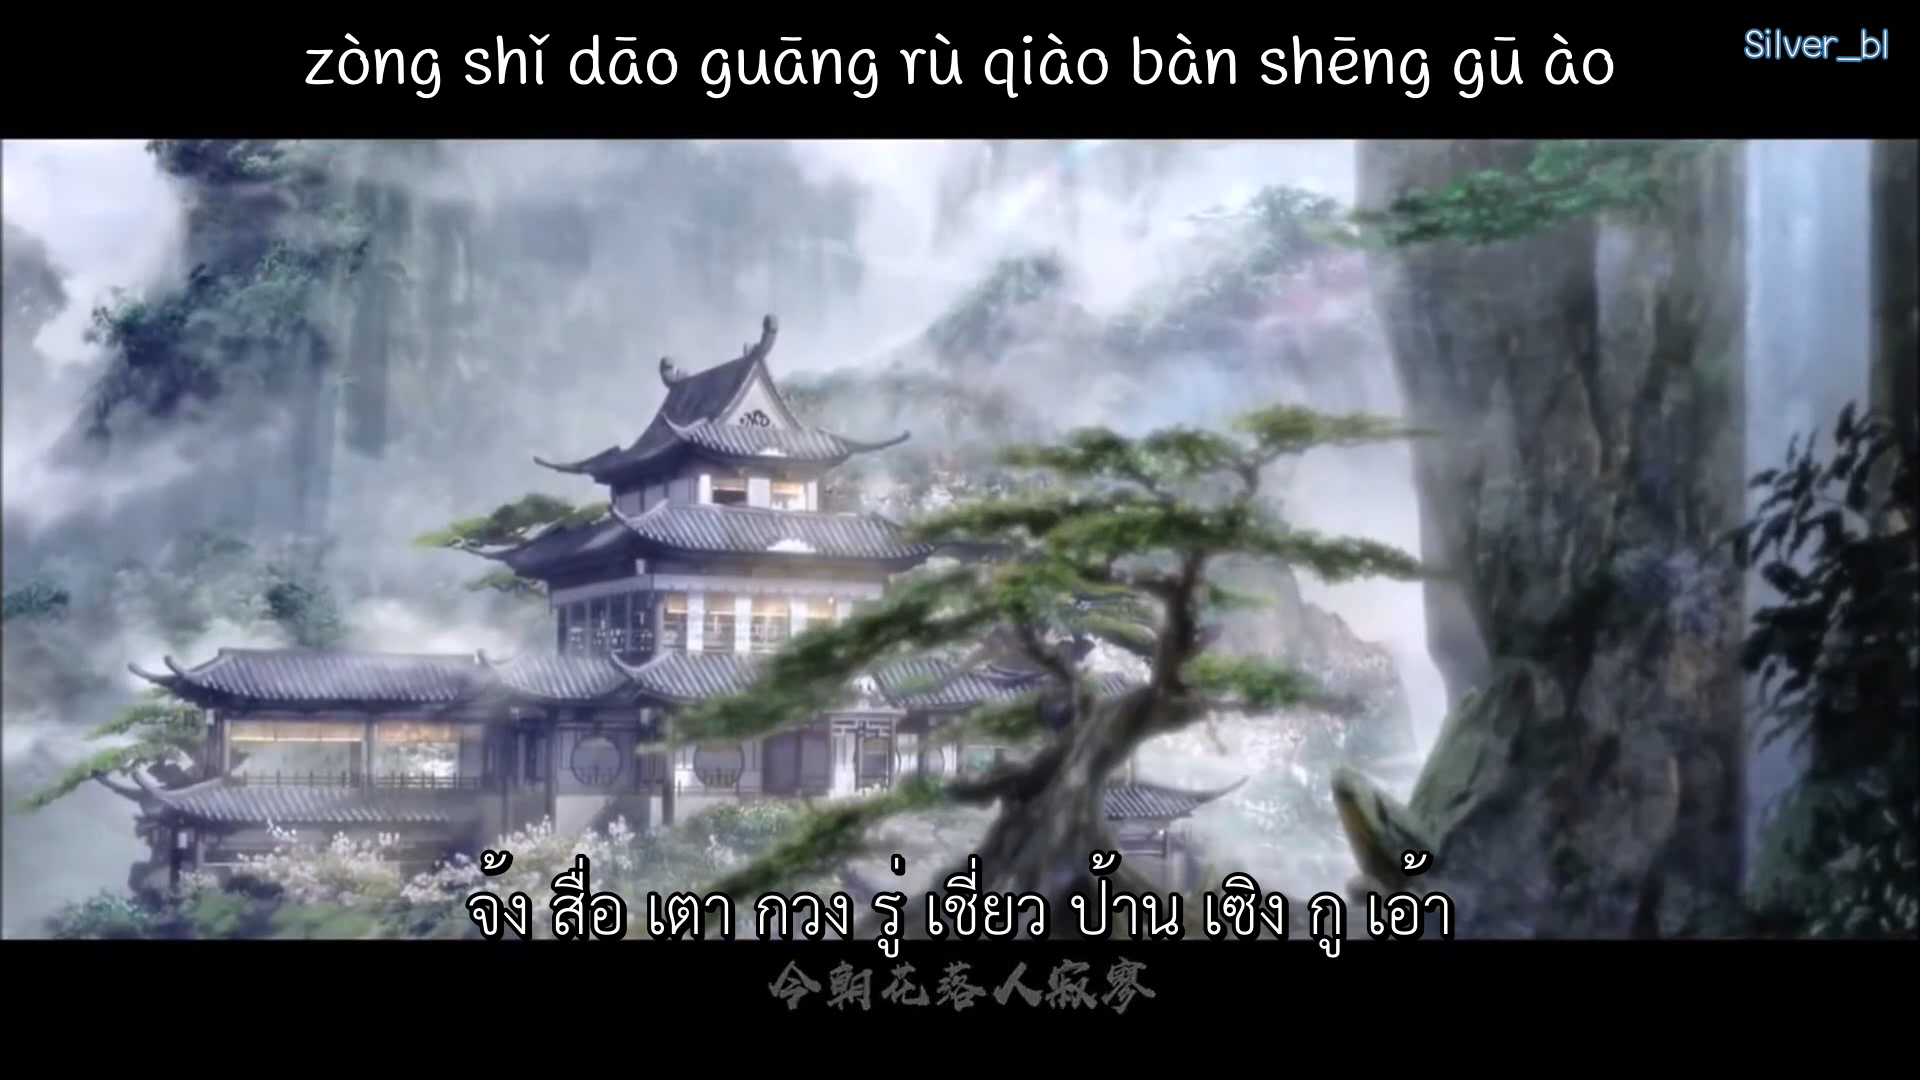 zòng shǐ dāo guāng rù qiào bàn shēng gū ào
Silver_bl
จ้ง สื่อ เตา กวง รู่ เชี่ยว ป้าน เซิง กู เอ้า
今朝花落人寂寥